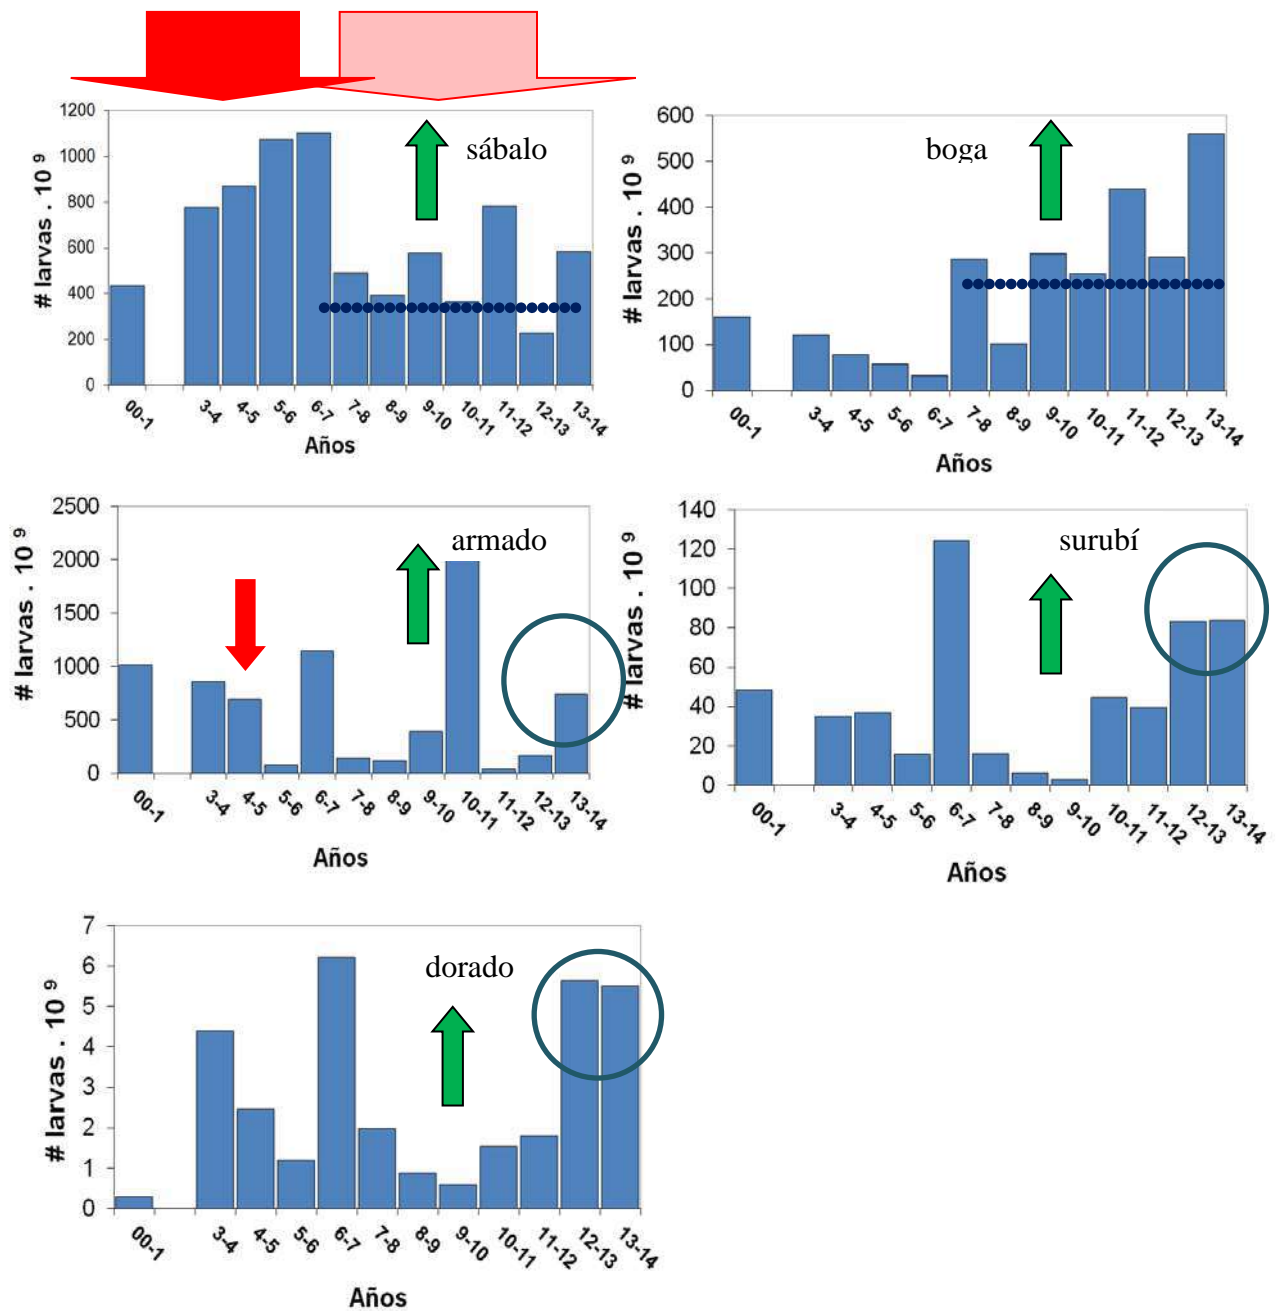 sábalo
# larvas . 10 9
1200
1000
800
600
400
200
0
00-1 3-4 4-5 5-6 6-7 7-8 8-9 9-10 10-11 11-12 12-13 13-14
Años
boga
# larvas . 10 9
600
500
400
300
200
100
0
00-1 3-4 4-5 5-6 6-7 7-8 8-9 9-10 10-11 11-12 12-13 13-14
Años
armado
# larvas . 10 9
2500
2000
1500
1000
500
0
00-1 3-4 4-5 5-6 6-7 7-8 8-9 9-10 10-11 11-12 12-13 13-14
Años
surubí
# larvas . 10 9
140
120
100
80
60
40
20
0
00-1 3-4 4-5 5-6 6-7 7-8 8-9 9-10 10-11 11-12 12-13 13-14
Años
dorado
# larvas . 10 9
7
6
5
4
3
2
1
0
00-1 3-4 4-5 5-6 6-7 7-8 8-9 9-10 10-11 11-12 12-13 13-14
Años